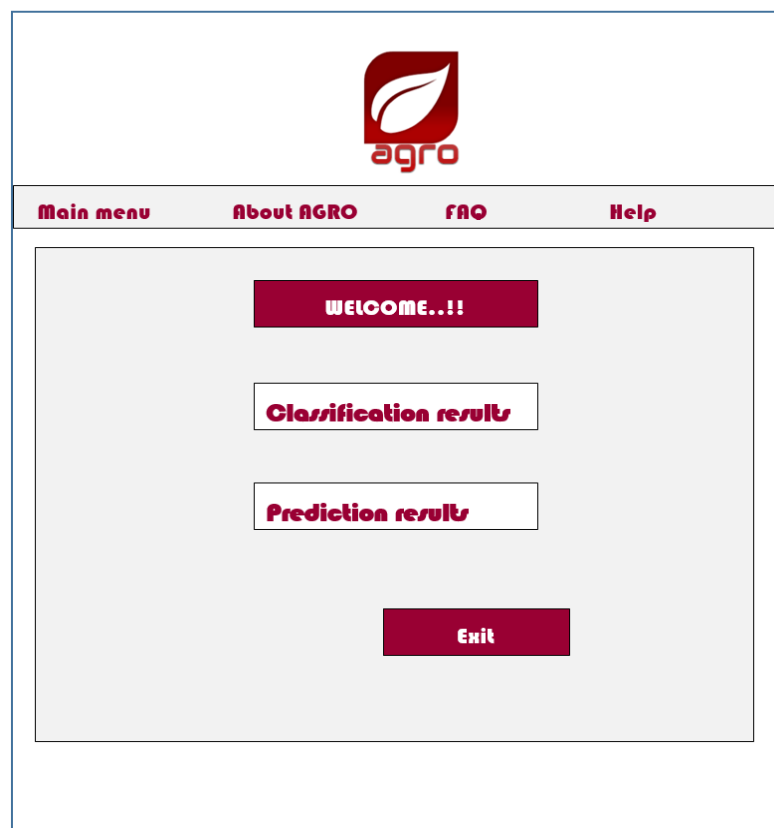 agro
Main menu About AGRO FAQ Help
WELCOME..!!
Classification results
Prediction results
Exit